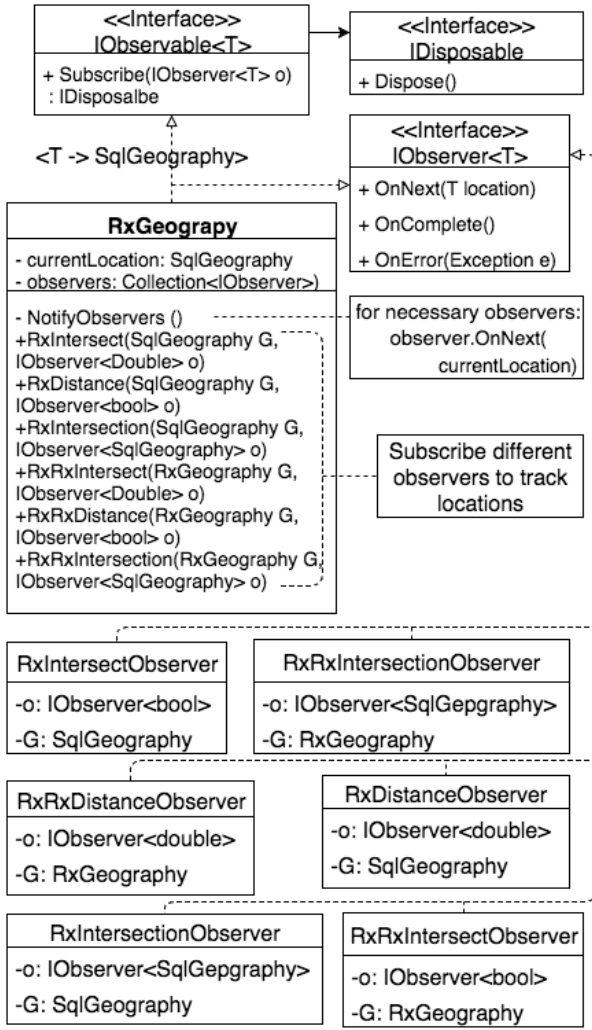 <<Interface>>
IObservable<T>
+ Subscribe(IObserver<T> o)
: IDisposalbe
<<Interface>>
IDisposable
+ Dispose()
<T -> SqlGeography>
<<Interface>>
IObserver<T>
+ OnNext(T location)
+ OnComplete()
+ OnError(Exception e)
RxGeograpy
- currentLocation: SqlGeography
- observers: Collection<IObserver>)
- NotifyObservers ()
+RxIntersect(SqlGeography G,
IObserver<Double> o)
+RxDistance(SqlGeography G,
IObserver<bool> o)
+RxIntersection(SqlGeography G,
IObserver<SqlGeography> o)
+RxRxIntersect(RxGeography G,
IObserver<Double> o)
+RxRxDistance(RxGeography G,
IObserver<bool> o)
+RxRxIntersection(RxGeography G,
IObserver<SqlGeography> o)
for necessary observers:
observer.OnNext(
currentLocation)
Subscribe different
observers to track
locations
RxIntersectObserver
-o: IObserver<bool>
-G: SqlGeography
RxRxIntersectionObserver
-o: IObserver<SqlGepgraphy>
-G: RxGeography
RxRxDistanceObserver
-o: IObserver<double>
-G: RxGeography
RxDistanceObserver
-o: IObserver<double>
-G: SqlGeography
RxIntersectionObserver
-o: IObserver<SqlGepgraphy>
-G: SqlGeography
RxRxIntersectObserver
-o: IObserver<bool>
-G: RxGeography